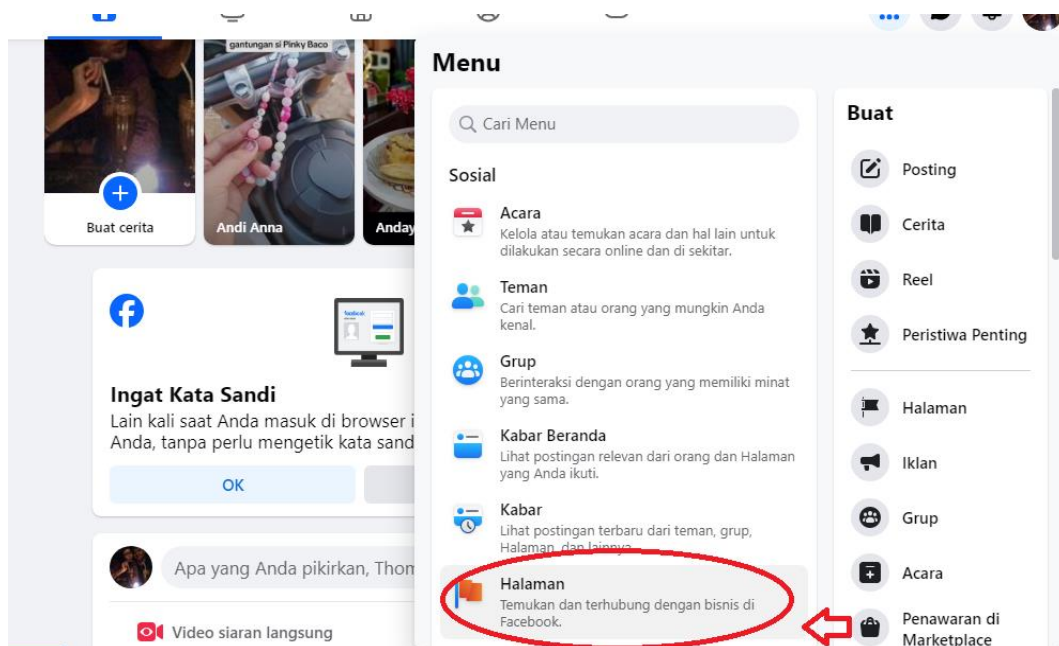 gantungan si Pinky Baco
Buat cerita
Andi Anna
Anday
Ingat Kata Sandi
Lain kali saat Anda masuk di browser i
Anda, tanpa perlu mengetik kata sand
OK
Apa yang Anda pikirkan, Thom
Video siaran langsung
Menu
Cari Menu
Sosial
Acara
Kelola atau temukan acara dan hal lain untuk
dilakukan secara online dan di sekitar.
Teman
Cari teman atau orang yang mungkin Anda
kenal.
Grup
Berinteraksi dengan orang yang memiliki minat
yang sama.
Kabar Beranda
Lihat postingan relevan dari orang dan Halaman
yang Anda ikuti.
Kabar
Lihat postingan terbaru dari teman, grup,
Halaman, dan lainnya.
Halaman
Temukan dan terhubung dengan bisnis di
Facebook.
Buat
Posting
Cerita
Reel
Peristiwa Penting
Halaman
Iklan
Grup
Acara
Penawaran di
Marketplace